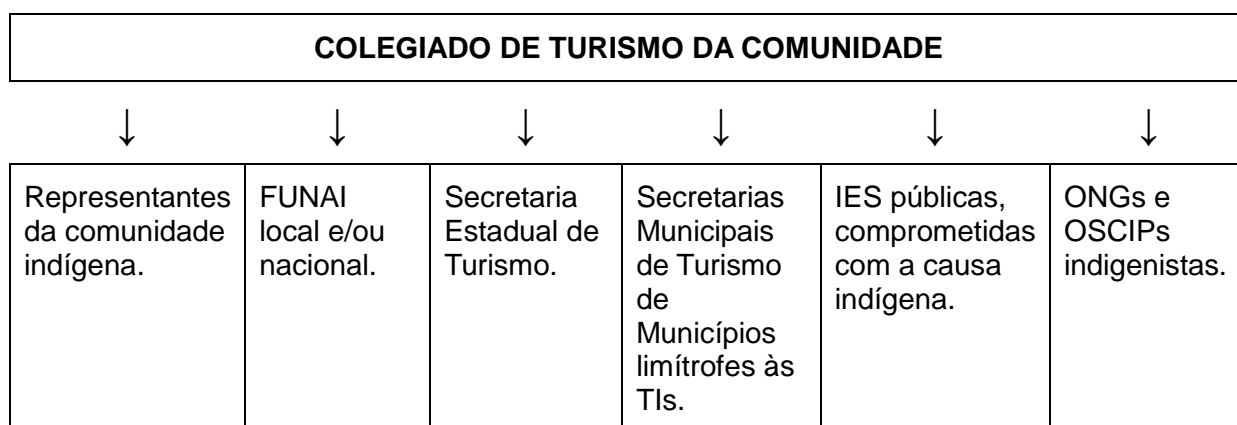 COLEGIADO DE TURISMO DA COMUNIDADE
↓ ↓ ↓ ↓ ↓ ↓
Representantes
da comunidade
indígena.
FUNAI
local e/ou
nacional.
Secretaria
Estadual de
Turismo.
Secretarias
Municipais
de Turismo
de
Municípios
limítrofes às
TIs.
IES públicas,
comprometidas
com a causa
indígena.
ONGs e
OSCIPs
indigenistas.